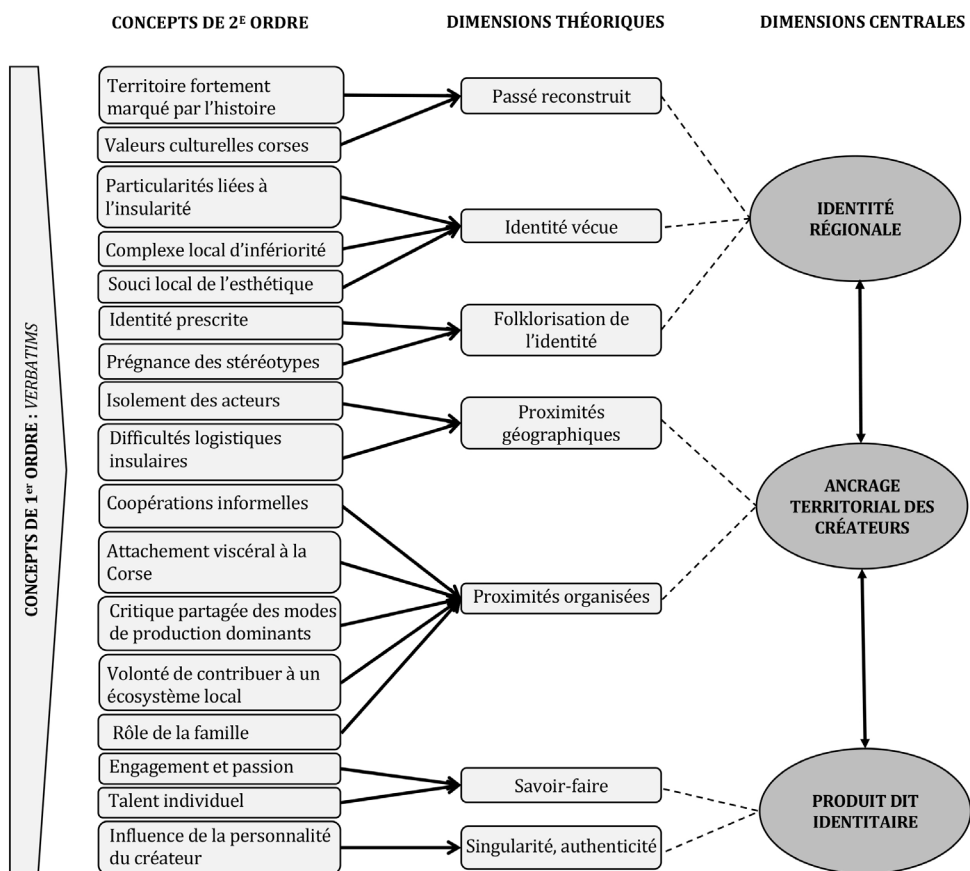 CONCEPTS DE 2E ORDRE
DIMENSIONS THÉORIQUES
DIMENSIONS CENTRALES
CONCEPTS DE 1er ORDRE : VERBATIMS
Territoire fortement
marqué par l’histoire
Valeurs culturelles corses
Particularités liées à
l’insularité
Complexe local d’infériorité
Souci local de l’esthétique
Identité prescrite
Prégnance des stéréotypes
Isolement des acteurs
Difficultés logistiques
insulaires
Coopérations informelles
Attachement viscéral à la
Corse
Critique partagée des modes
de production dominants
Volonté de contribuer à un
écosystème local
Rôle de la famille
Engagement et passion
Talent individuel
Influence de la personnalité
du créateur
Passé reconstruit
Identité vécue
Folklorisation de
l’identité
Proximités
géographiques
Proximités organisées
Savoir-faire
Singularité, authenticité
IDENTITÉ
RÉGIONALE
ANCRAGE
TERRITORIAL DES
CRÉATEURS
PRODUIT DIT
IDENTITAIRE